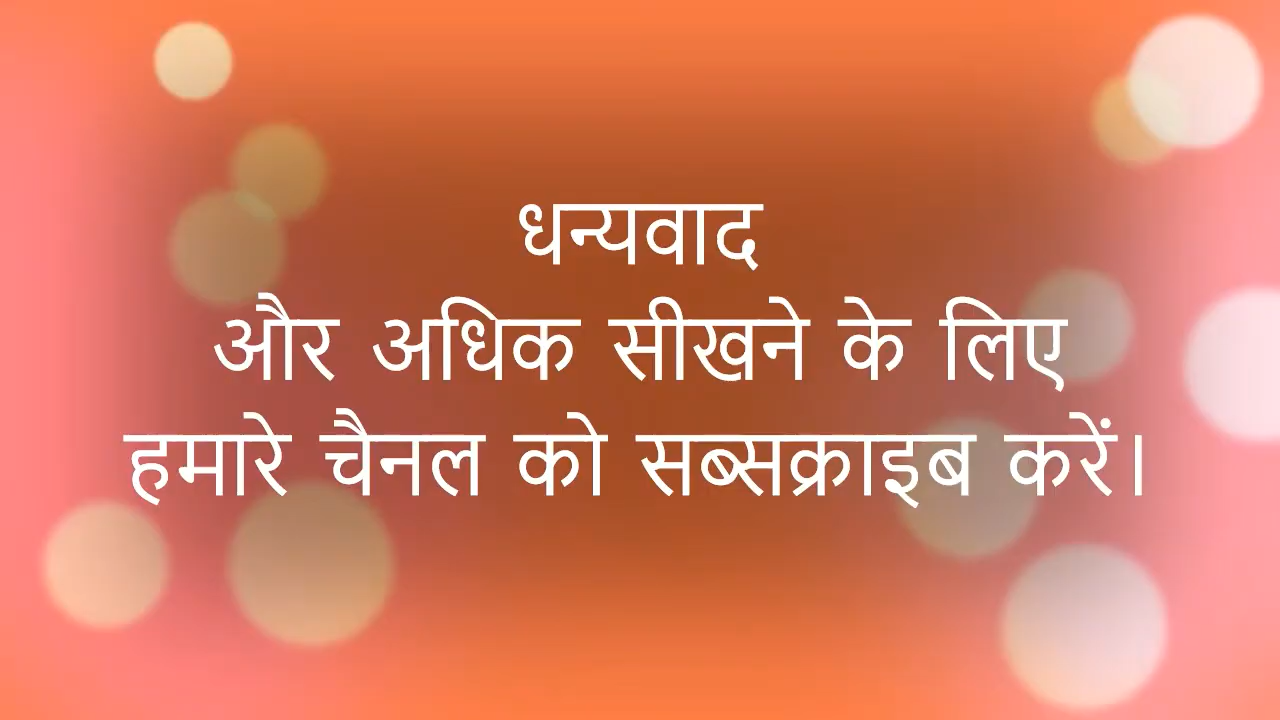 धन्यवाद
और अधिक सीखने के लिए
हमारे चैनल को सब्सक्राइब करें।